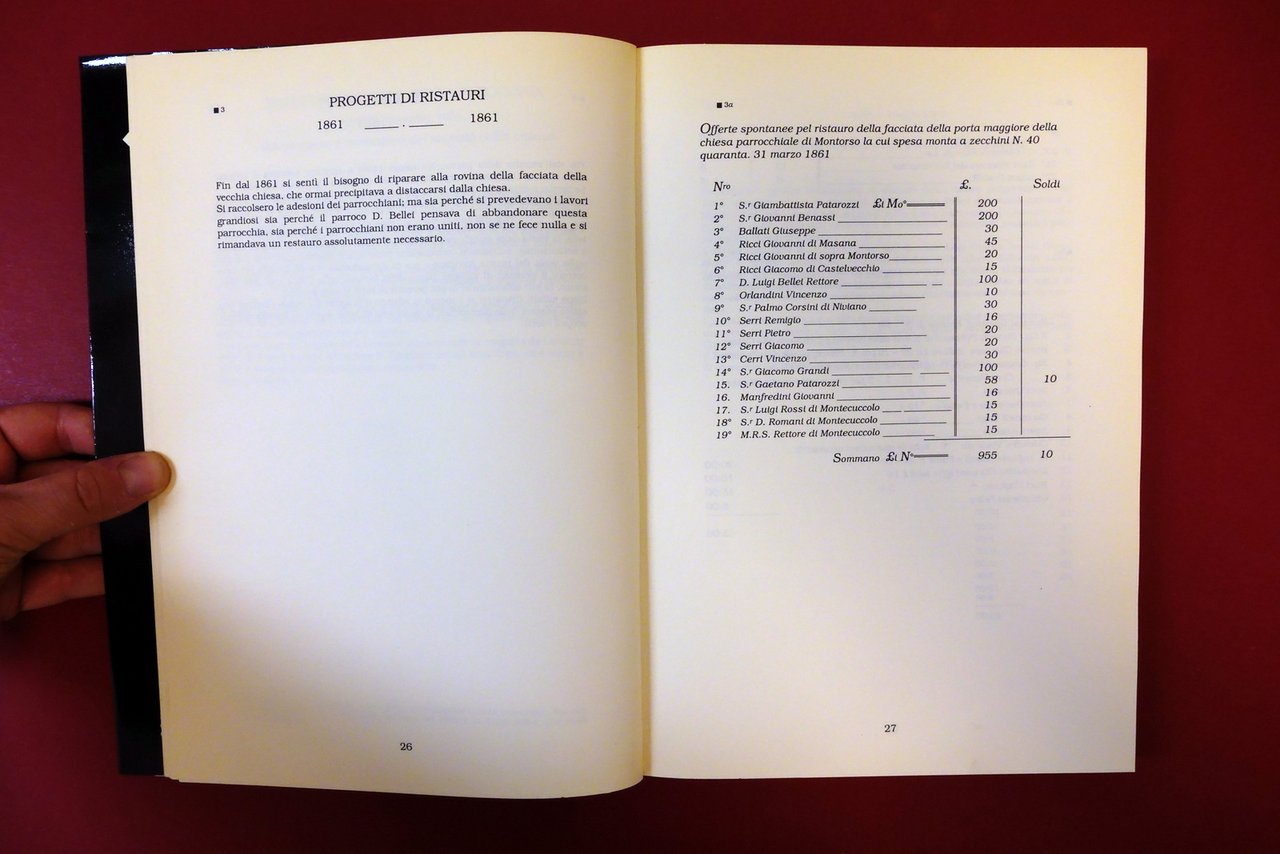 ■ 3
PROGETTI DI RISTAURI
1861 ____ . ____ 1861
Fin dal 1861 si sentì il bisogno di riparare alla rovina della facciata della
vecchia chiesa, che ormai precipitava a distaccarsi dalla chiesa.
Si raccolsero le adesioni dei parrocchiani; ma sia perché si prevedevano i lavori
grandiosi sia perché il parroco D. Bellei pensava di abbandonare questa
parrocchia, sia perché i parrocchiani non erano uniti, non se ne fece nulla e si
rimandava un restauro assolutamente necessario.
26
■ 3a
Offerte spontanee pel ristauro della facciata della porta maggiore della
chiesa parrocchiale di Montorso la cui spesa monta a zecchini N. 40
quaranta. 31 marzo 1861
Nro £. Soldi
1° S.r Giambattista Patarozzi £i Mo° 200
2° S.r Giovanni Benassi 200
3° Ballati Giuseppe 30
4° Ricci Giovanni di Masana 45
5° Ricci Giovanni di sopra Montorso 20
6° Ricci Giacomo di Castelvecchio 15
7° D. Luigi Bellei Rettore 100
8° Orlandini Vincenzo 10
9° S.r Palmo Corsini di Niviano 30
10° Serri Remigio 16
11° Serri Pietro 20
12° Serri Giacomo 20
13° Cerri Vincenzo 30
14° S.r Giacomo Grandi 100
15. S.r Gaetano Patarozzi 58 10
16. Manfredini Giovanni 16
17. S.r Luigi Rossi di Montecuccolo 15
18° S.r D. Romani di Montecuccolo 15
19° M.R.S. Rettore di Montecuccolo 15
Sommano £i N° 955 10
27